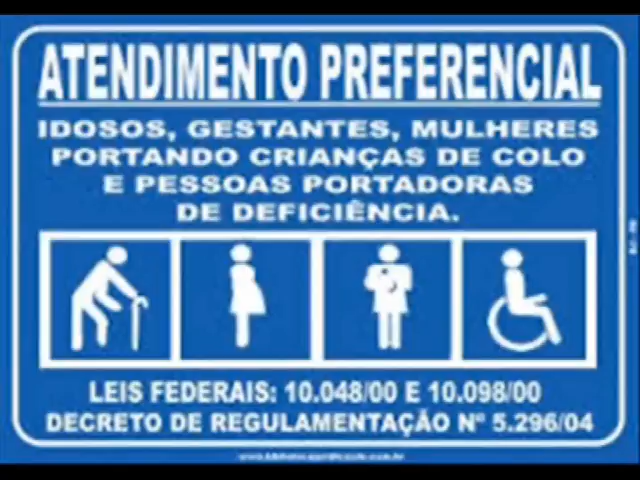 ATENDIMENTO PREFERENCIAL
IDOSOS, GESTANTES, MULHERES
PORTANDO CRIANÇAS DE COLO
E PESSOAS PORTADORAS
DE DEFICIÊNCIA.
LEIS FEDERAIS: 10.048/00 E 10.098/00
DECRETO DE REGULAMENTAÇÃO Nº 5.296/04